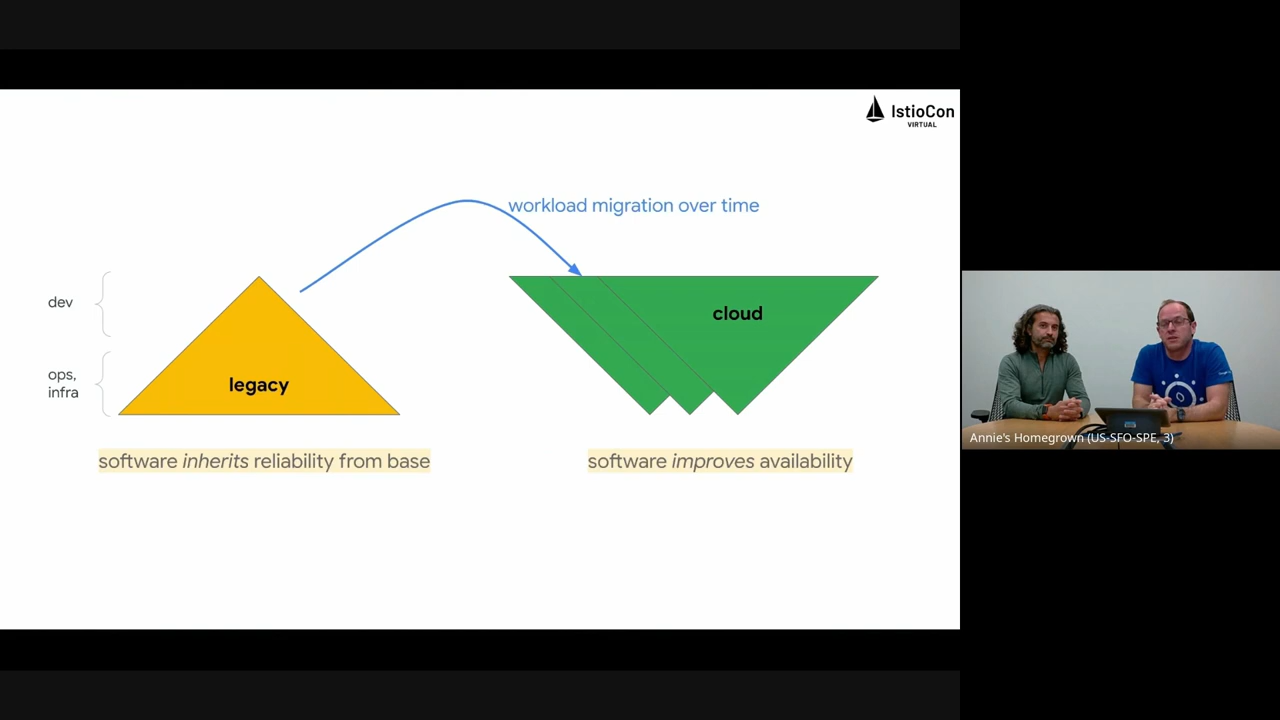 IstioCon
VIRTUAL
workload migration over time
dev
ops,
infra
legacy
cloud
software inherits reliability from base
software improves availability
Annie's Homegrown (US-SFO-SPE, 3)